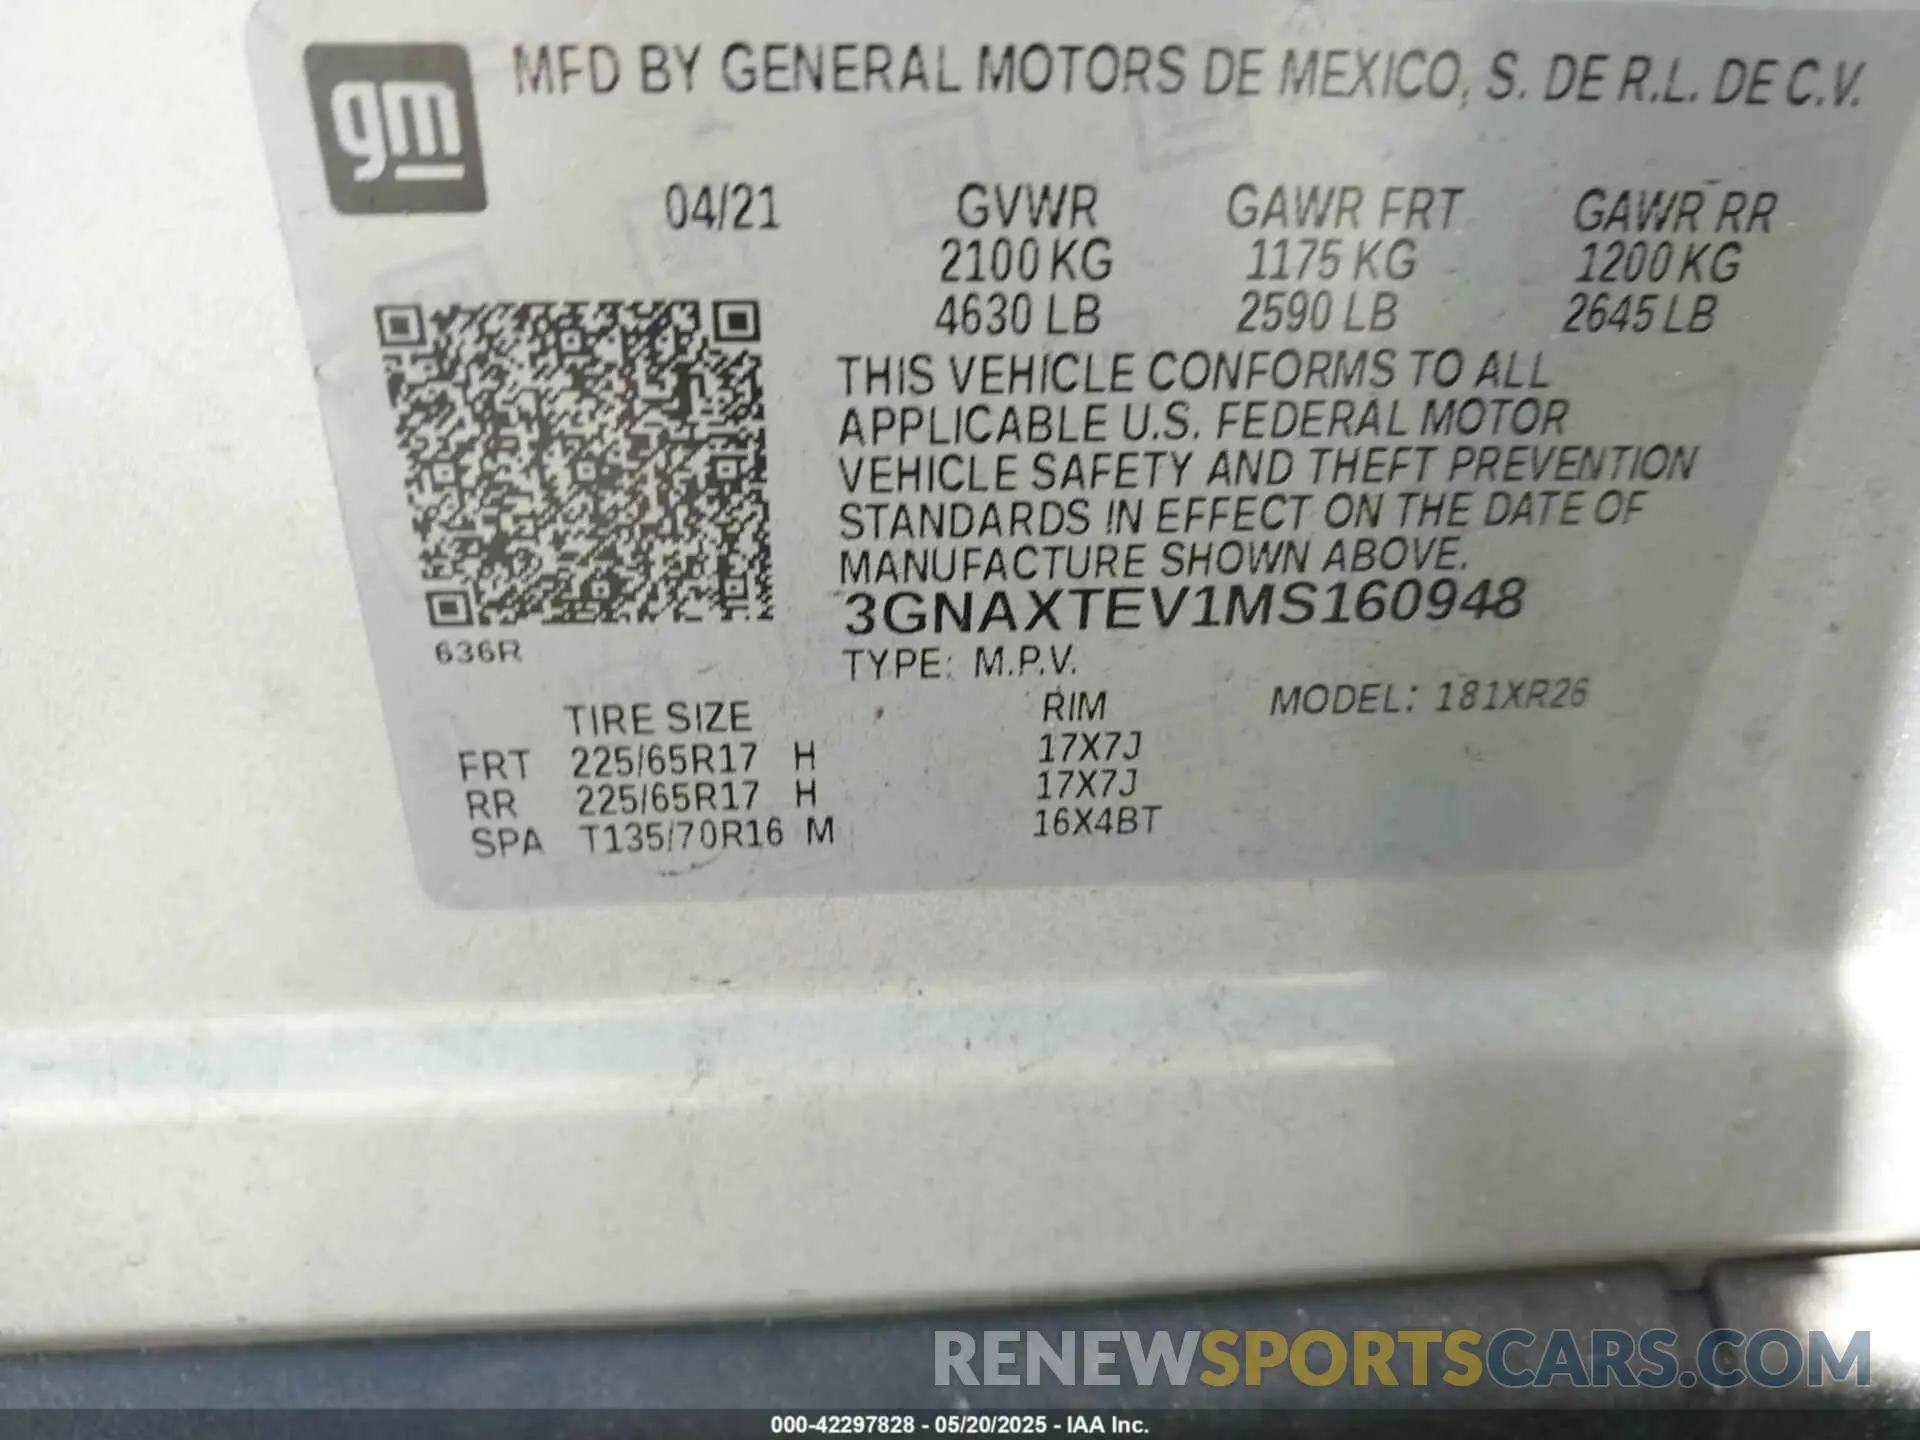 gm
MFD BY GENERAL MOTORS DE MEXICO, S. DE R.L. DE C.V.
04/21 GVWR GAWR FRT GAWR RR
2100 KG 1175 KG 1200 KG
4630 LB 2590 LB 2645 LB
THIS VEHICLE CONFORMS TO ALL
APPLICABLE U.S. FEDERAL MOTOR
VEHICLE SAFETY AND THEFT PREVENTION
STANDARDS IN EFFECT ON THE DATE OF
MANUFACTURE SHOWN ABOVE.
3GNAXTEV1MS160948
636R
TYPE: M.P.V.
MODEL: 181XR26
TIRE SIZE RIM
FRT 225/65R17 H 17X7J
RR 225/65R17 H 17X7J
SPA T135/70R16 M 16X4BT
RENEWSPORTSCARS.COM
000-42297828 - 05/20/2025 - IAA Inc.